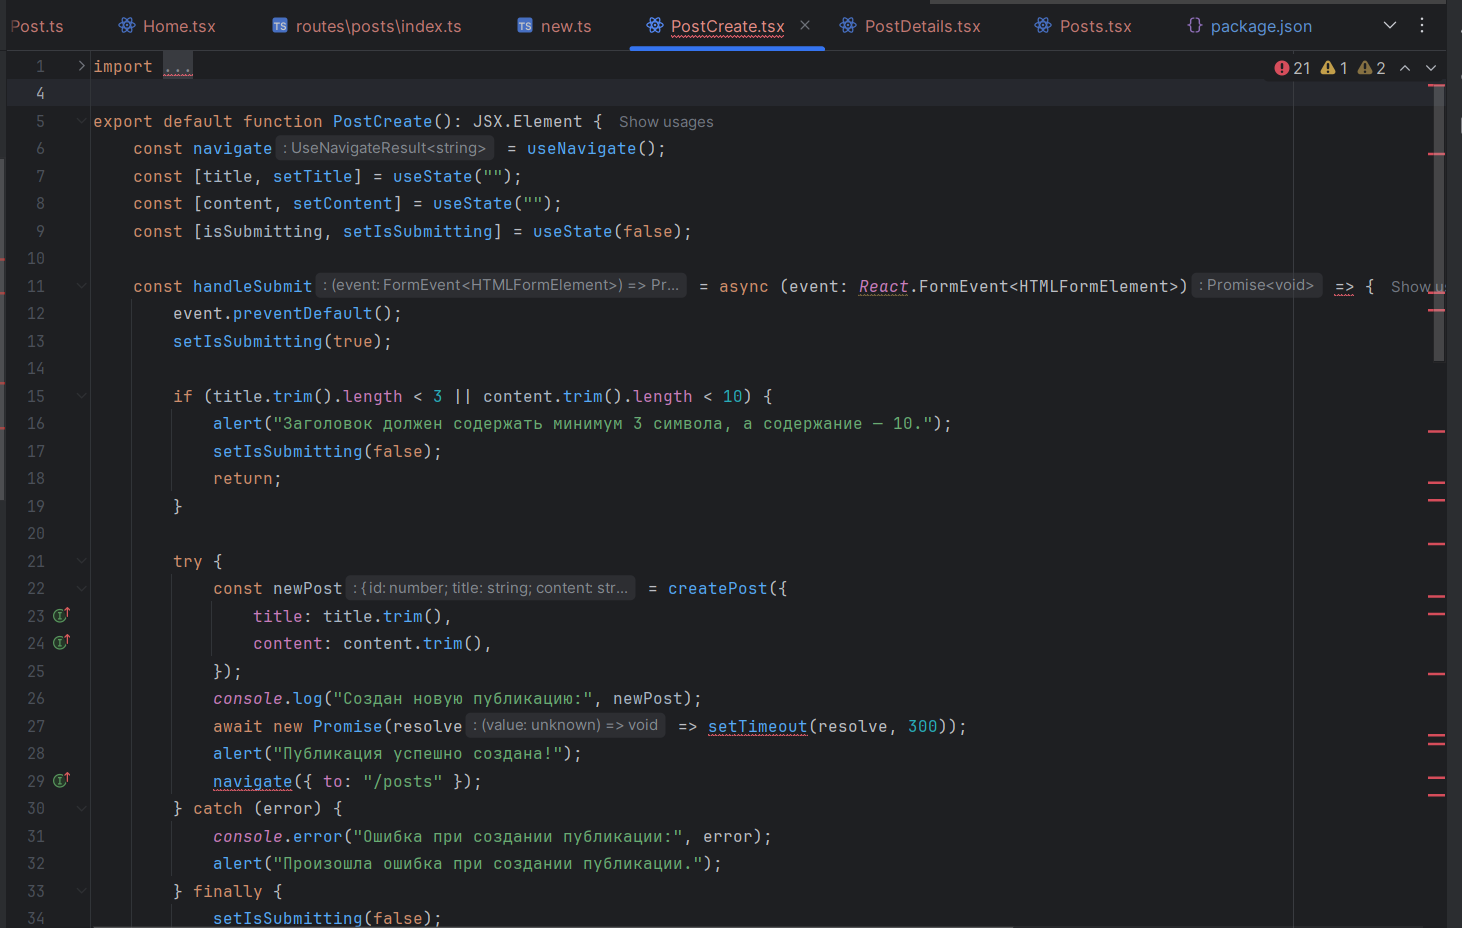 Post.ts Home.tsx routes\posts\index.ts new.ts PostCreate.tsx PostDetails.tsx Posts.tsx package.json
1 import ... 21 1 2
4
5 export default function PostCreate(): JSX.Element { Show usages
6 const navigate : UseNavigateResult<string> = useNavigate();
7 const [title, setTitle] = useState("");
8 const [content, setContent] = useState("");
9 const [isSubmitting, setIsSubmitting] = useState(false);
10
11 const handleSubmit : (event: FormEvent<HTMLFormElement>) => Pr... = async (event: React.FormEvent<HTMLFormElement>) : Promise<void> => { Show u
12 event.preventDefault();
13 setIsSubmitting(true);
14
15 if (title.trim().length < 3 || content.trim().length < 10) {
16 alert("Заголовок должен содержать минимум 3 символа, а содержание — 10.");
17 setIsSubmitting(false);
18 return;
19 }
20
21 try {
22 const newPost : {id: number; title: string; content: str... = createPost({
23 title: title.trim(),
24 content: content.trim(),
25 });
26 console.log("Создан новую публикацию:", newPost);
27 await new Promise(resolve : (value: unknown) => void => setTimeout(resolve, 300));
28 alert("Публикация успешно создана!");
29 navigate({ to: "/posts" });
30 } catch (error) {
31 console.error("Ошибка при создании публикации:", error);
32 alert("Произошла ошибка при создании публикации.");
33 } finally {
34 setIsSubmitting(false);